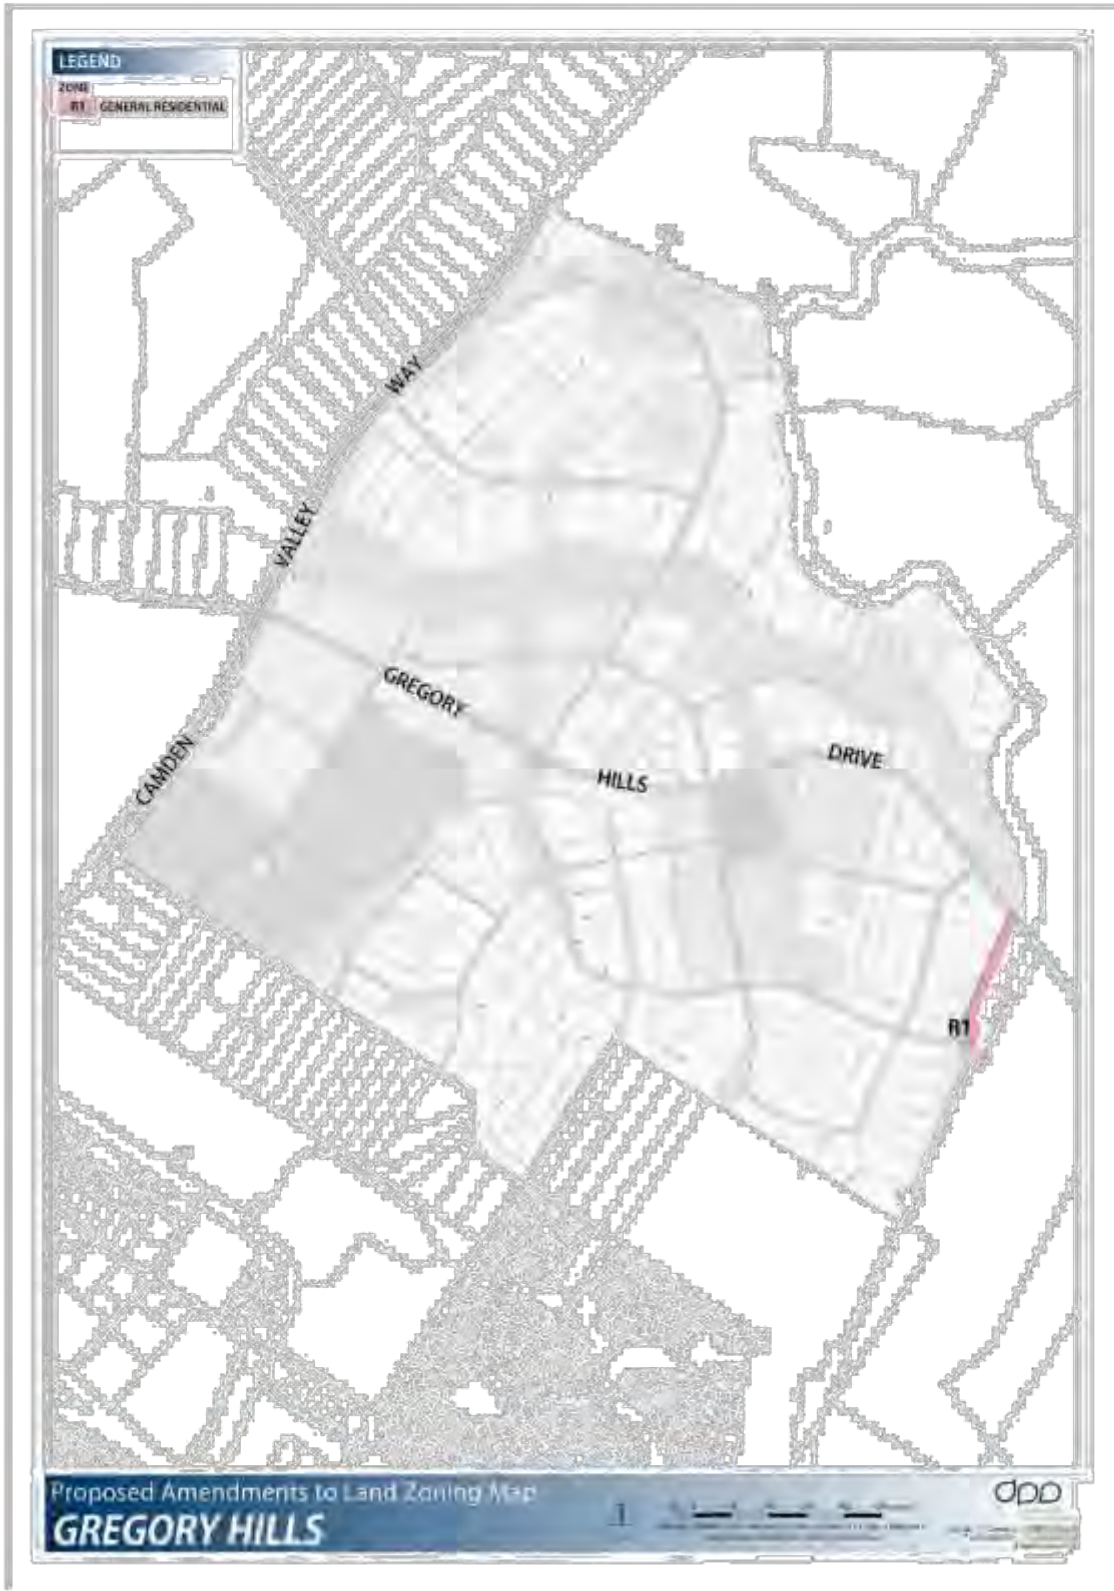 LEGEND
ZONE
R1 GENERAL RESIDENTIAL
WAY
VALLEY
CAMDEN
GREGORY
HILLS
DRIVE
R1
Proposed Amendments to Land Zoning Map
GREGORY HILLS
dpp